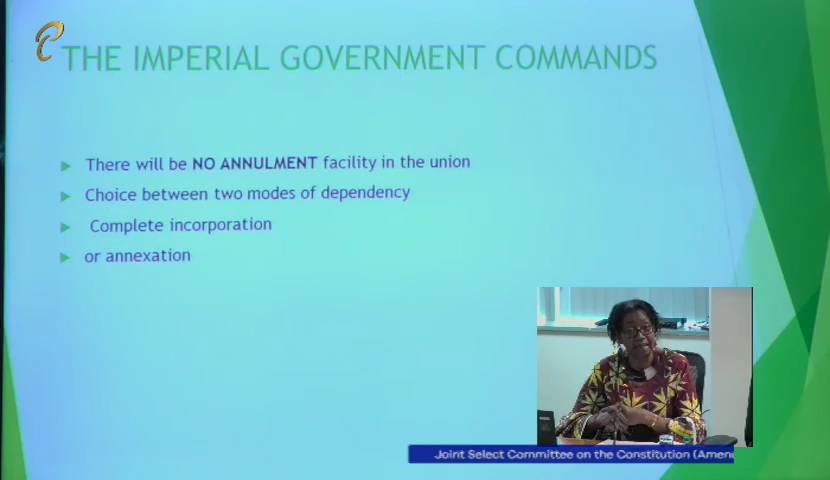 THE IMPERIAL GOVERNMENT COMMANDS
There will be NO ANNULMENT facility in the union
Choice between two modes of dependency
Complete incorporation
or annexation
Joint Select Committee on the Constitution (Amen